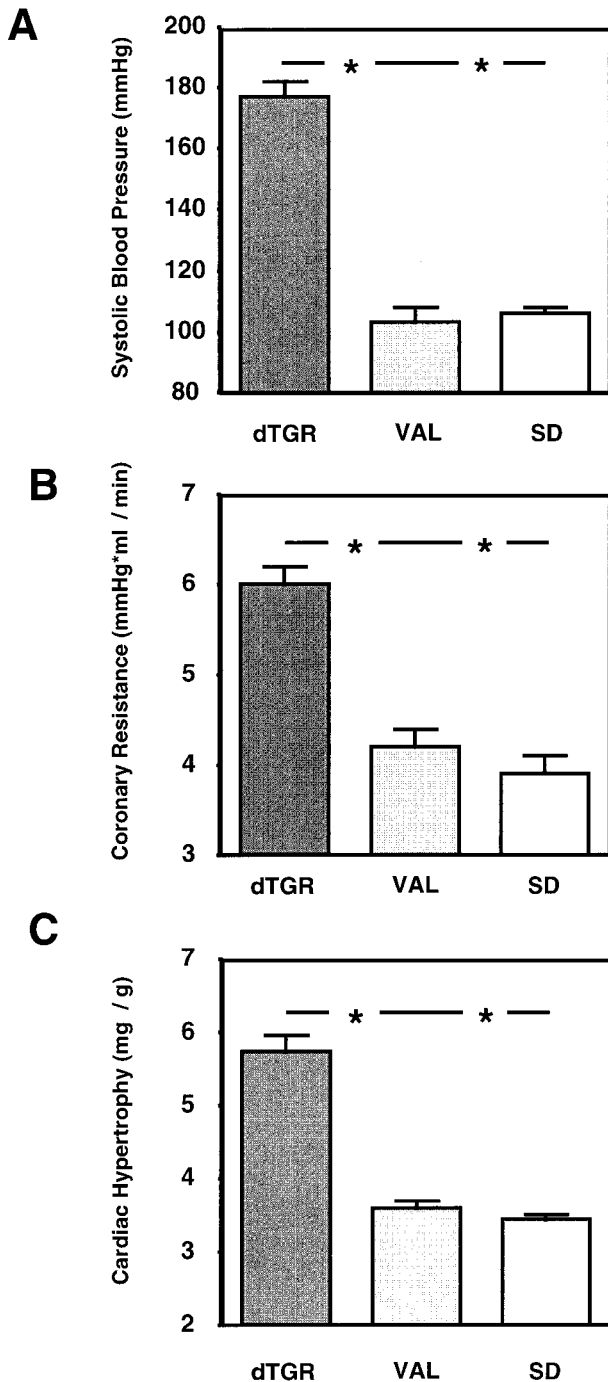 A
Systolic Blood Pressure (mmHg)
200
180
160
140
120
100
80
* *
dTGR VAL SD
B
Coronary Resistance (mmHg*ml / min)
7
6
5
4
3
* *
dTGR VAL SD
C
Cardiac Hypertrophy (mg / g)
7
6
5
4
3
2
* *
dTGR VAL SD